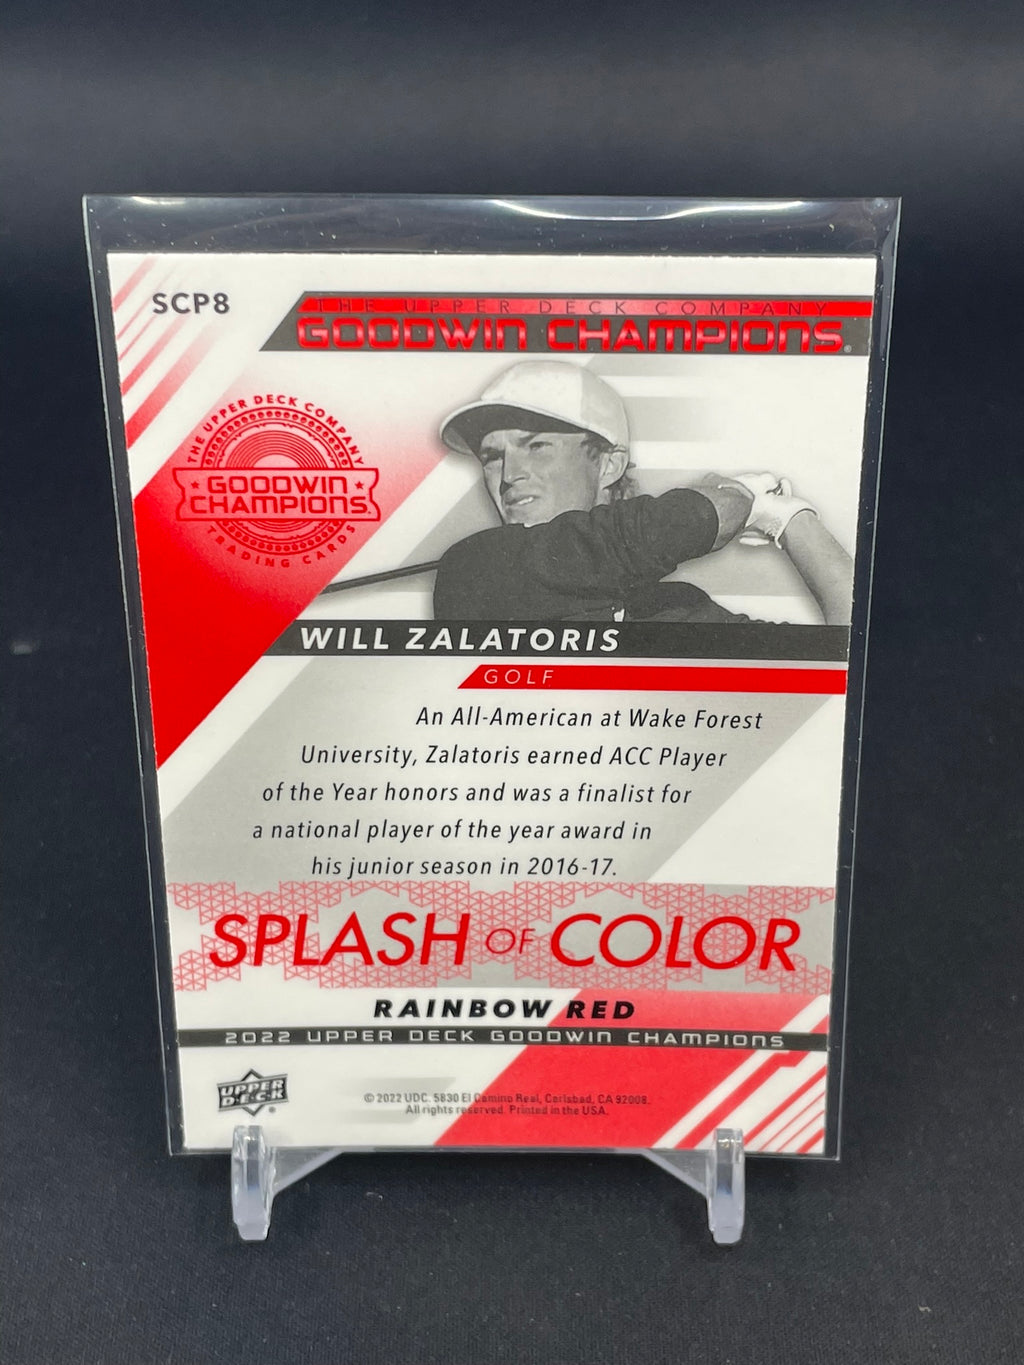 SCP8
THE UPPER DECK COMPANY
GOODWIN CHAMPIONS®
THE UPPER DECK COMPANY
GOODWIN
CHAMPIONS
TRADING CARDS
WILL ZALATORIS
GOLF
An All-American at Wake Forest
University, Zalatoris earned ACC Player
of the Year honors and was a finalist for
a national player of the year award in
his junior season in 2016-17.
SPLASH OF COLOR
RAINBOW RED
2022 UPPER DECK GOODWIN CHAMPIONS
UPPER
DECK®
© 2022 UDC. 5830 El Camino Real, Carlsbad, CA 92008.
All rights reserved. Printed in the USA.